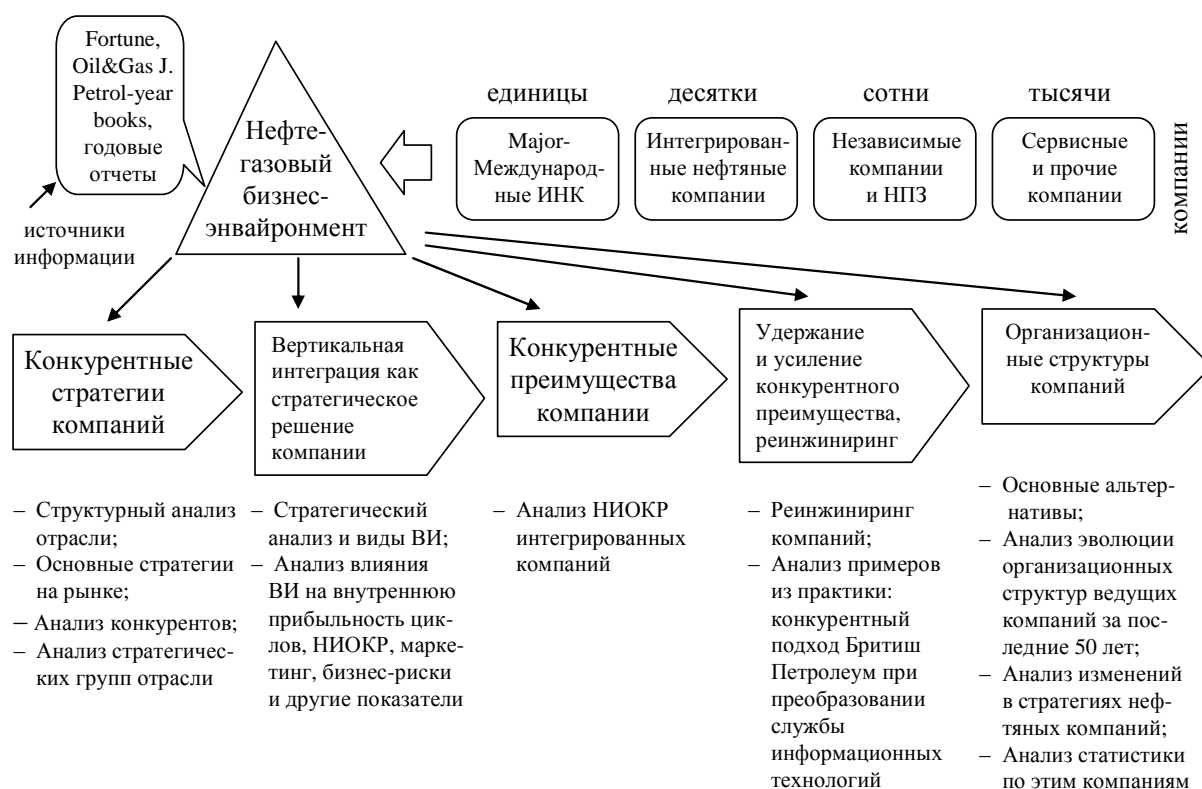 Fortune,
Oil&Gas J.
Petrol-year
books,
годовые
отчеты
источники
информации
Нефте-
газовый
бизнес-
энвайронмент
единицы
Major-
Международ-
ные ИНК
десятки
Интегрирован-
ные нефтяные
компании
сотни
Независимые
компании
и НПЗ
тысячи
Сервисные
и прочие
компании
компании
Конкурентные
стратегии
компаний
Вертикальная
интеграция как
стратегическое
решение
компании
Конкурентные
преимущества
компании
Удержание
и усиление
конкурентного
преимущества,
реинжиниринг
Организацион-
ные структуры
компаний
– Структурный анализ
отрасли;
– Основные стратегии
на рынке;
– Анализ конкурентов;
– Анализ стратегичес-
ких групп отрасли
– Стратегический
анализ и виды ВИ;
– Анализ влияния
ВИ на внутреннюю
прибыльность цик-
лов, НИОКР, марке-
тинг, бизнес-риски
и другие показатели
– Анализ НИОКР
интегрированных
компаний
– Реинжиниринг
компаний;
– Анализ примеров
из практики:
конкурентный
подход Бритиш
Петролеум при
преобразовании
службы
информационных
технологий
– Основные альтер-
нативы;
– Анализ эволюции
организационных
структур ведущих
компаний за пос-
ледние 50 лет;
– Анализ изменений
в стратегиях неф-
тяных компаний;
– Анализ статистики
по этим компаниям